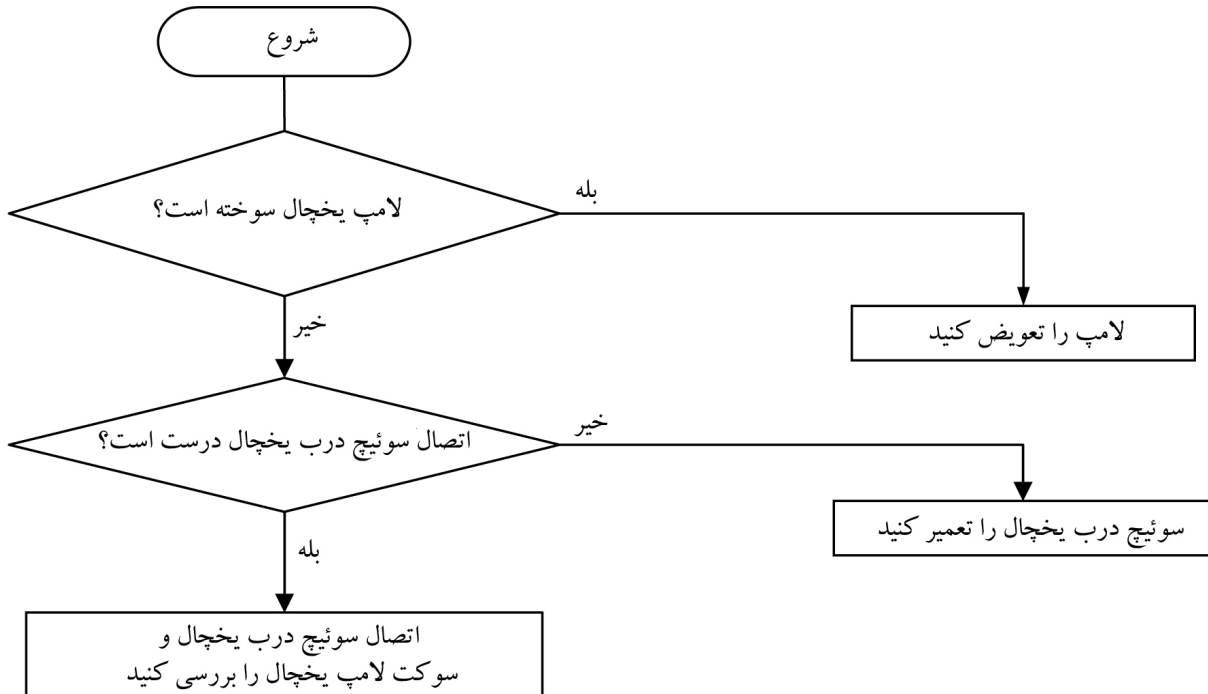 شروع
لامپ یخچال سوخته است؟
بله
لامپ را تعویض کنید
خیر
اتصال سوئیچ درب یخچال درست است؟
خیر
سوئیچ درب یخچال را تعمیر کنید
بله
اتصال سوئیچ درب یخچال و
سوکت لامپ یخچال را بررسی کنید